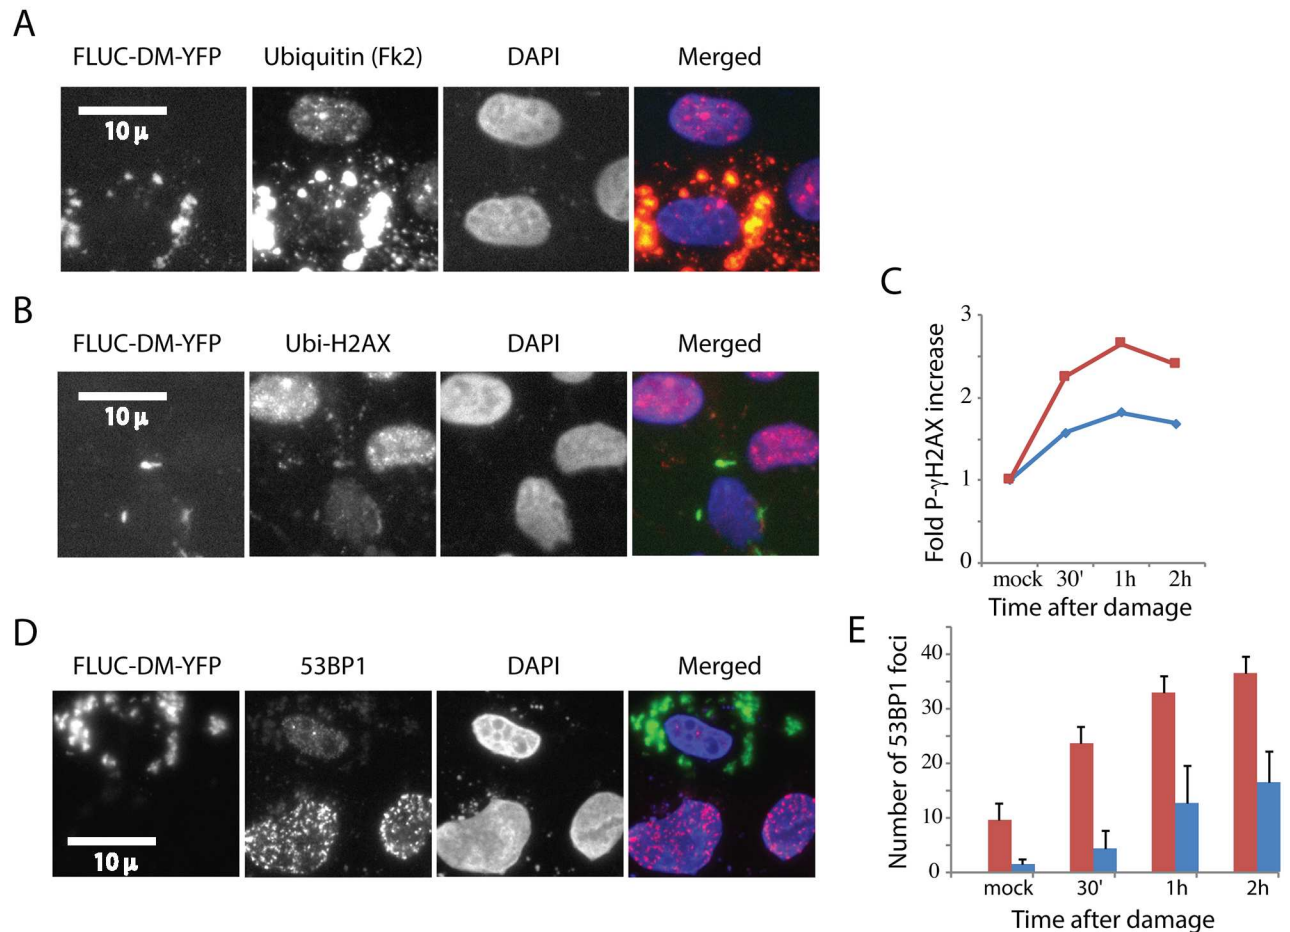 A
FLUC-DM-YFP Ubiquitin (Fk2) DAPI Merged
10 µ
B
FLUC-DM-YFP Ubi-H2AX DAPI Merged
10 µ
C
3
2
1
0
Fold P-γH2AX increase
mock 30' 1h 2h
Time after damage
D
FLUC-DM-YFP 53BP1 DAPI Merged
10 µ
E
40
30
20
10
0
Number of 53BP1 foci
mock 30' 1h 2h
Time after damage